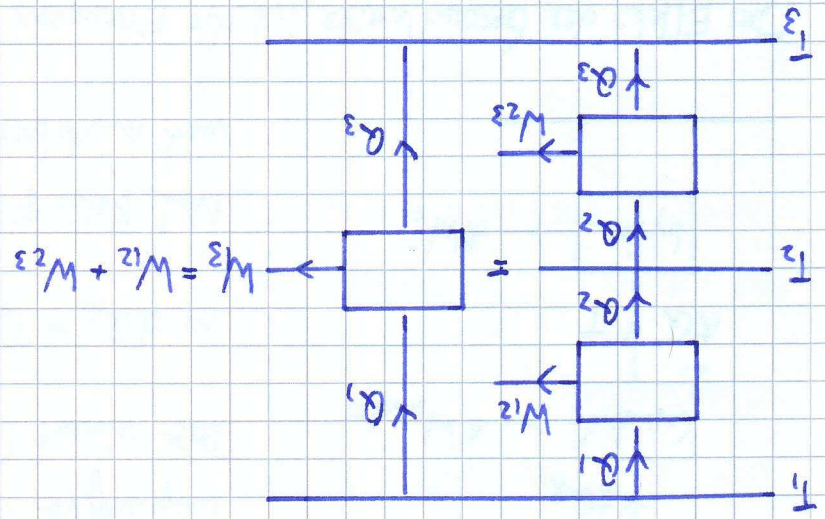 T1
Q1
W12
Q1
Q2
T2
=
W13 = W12 + W23
Q2
Q3
W23
Q3
T3